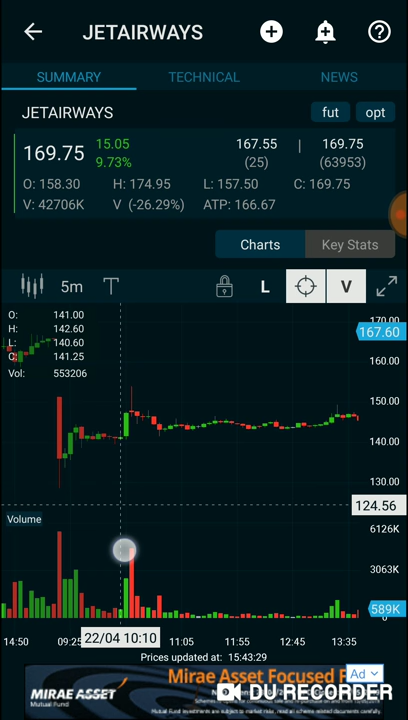 JETAIRWAYS
SUMMARY TECHNICAL NEWS
JETAIRWAYS fut opt
169.75 15.05 9.73% 167.55 (25) | 169.75 (63953)
O: 158.30 H: 174.95 L: 157.50 C: 169.75
V: 42706K V (-26.29%) ATP: 166.67
Charts Key Stats
5m T L V
O: 141.00
H: 142.60
L: 140.60
C: 141.25
Vol: 553206
170.00
167.60
160.00
150.00
140.00
130.00
124.56
Volume
6126K
3063K
589K
0
14:50 09:25 22/04 10:10 11:05 11:55 12:45 13:35
Prices updated at: 15:43:29
Ad
Mirae Asset Focused F
MIRAE ASSET
Mutual Fund
DU RECORDER